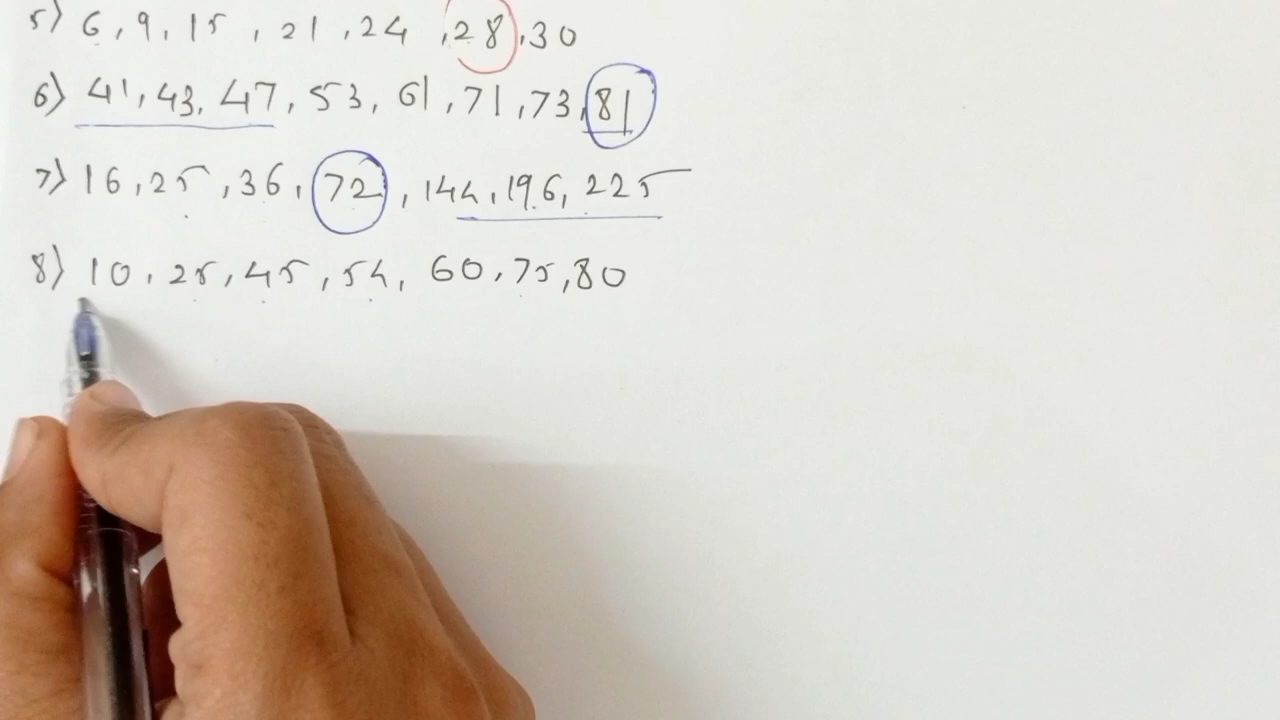 5) 6, 9, 15, 21, 24, 28, 30
6) 41, 43, 47, 53, 61, 71, 73, 81
7) 16, 25, 36, 72, 144, 196, 225
8) 10, 25, 45, 54, 60, 75, 80